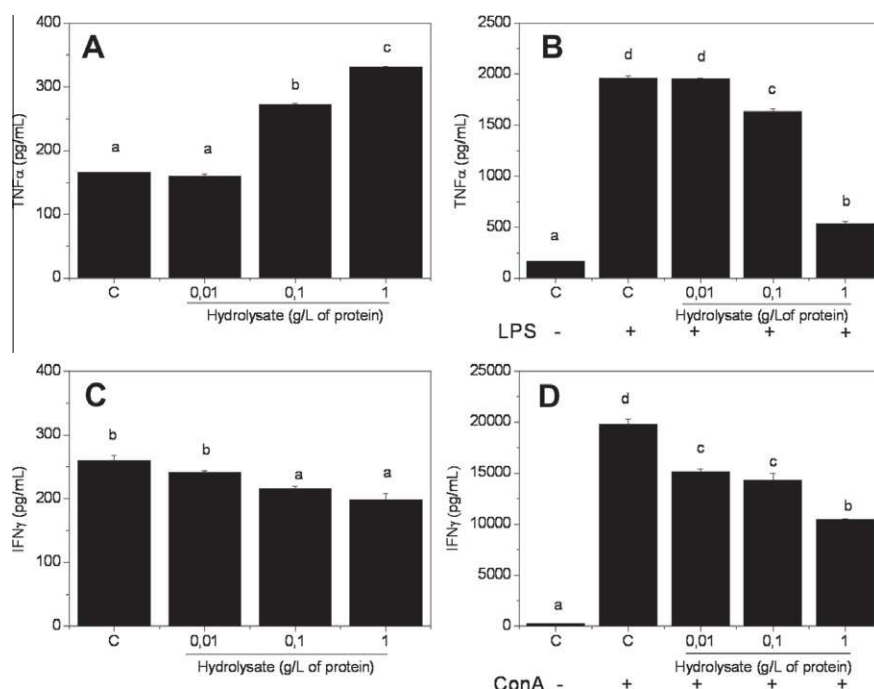 A
TNFα (pg/mL)
400
300
200
100
0
a
a
b
c
C
0,01
0,1
1
Hydrolysate (g/L of protein)
B
TNFα (pg/mL)
2500
2000
1500
1000
500
0
a
d
d
c
b
C
C
0,01
0,1
1
Hydrolysate (g/Lof protein)
LPS - + + + +
C
IFNγ (pg/mL)
400
300
200
100
0
b
b
a
a
C
0,01
0,1
1
Hydrolysate (g/L of protein)
D
IFNγ (pg/mL)
25000
20000
15000
10000
5000
0
a
d
c
c
b
C
C
0,01
0,1
1
Hydrolysate (g/L of protein)
ConA - + + + +